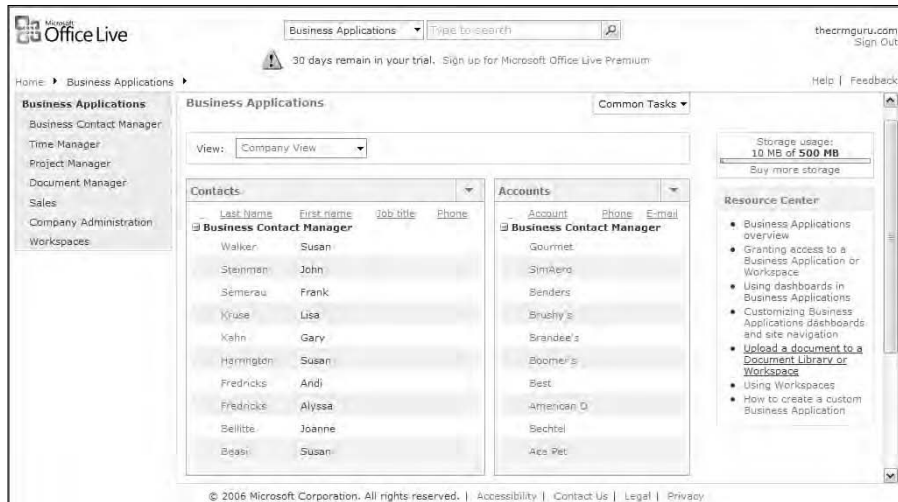 Microsoft
Office Live
Business Applications
Type to search
thecrmguru.com
Sign Out
30 days remain in your trial. Sign up for Microsoft Office Live Premium
Home Business Applications
Help | Feedback
Business Applications
Business Contact Manager
Time Manager
Project Manager
Document Manager
Sales
Company Administration
Workspaces
Business Applications
Common Tasks
View: Company View
Contacts
Last Name First name Job title Phone
Business Contact Manager
Walker Susan
Steinman John
Semerau Frank
Kruse Lisa
Kahn Gary
Harrington Susan
Fredricks Andi
Fredricks Alyssa
Bellitte Joanne
Beasi Susan
Accounts
Account Phone E-mail
Business Contact Manager
Gourmet
SimAero
Benders
Brushy's
Brandee's
Boomer's
Best
American D
Bechtel
Ace Pet
Storage usage:
10 MB of 500 MB
Buy more storage
Resource Center
Business Applications
overview
Granting access to a
Business Application or
Workspace
Using dashboards in
Business Applications
Customizing Business
Applications dashboards
and site navigation
Upload a document to a
Document Library or
Workspace
Using Workspaces
How to create a custom
Business Application
© 2006 Microsoft Corporation. All rights reserved. | Accessibility | Contact Us | Legal | Privacy